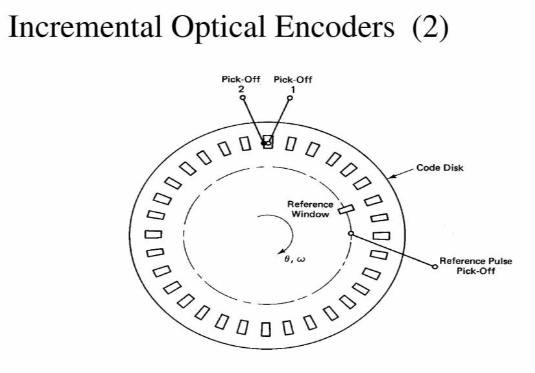 Incremental Optical Encoders (2)
Pick-Off Pick-Off
2 1
Code Disk
Reference
Window
θ, ω
Reference Pulse
Pick-Off